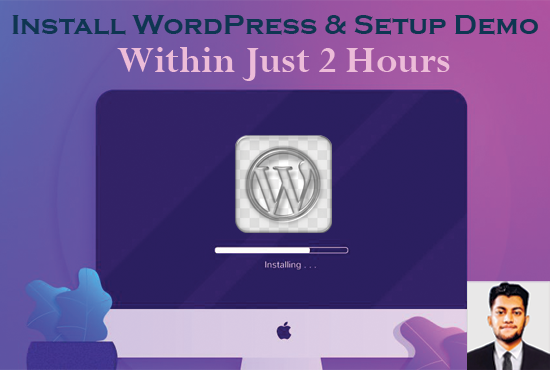 Install WordPress & Setup Demo
Within Just 2 Hours
W
Installing . . .